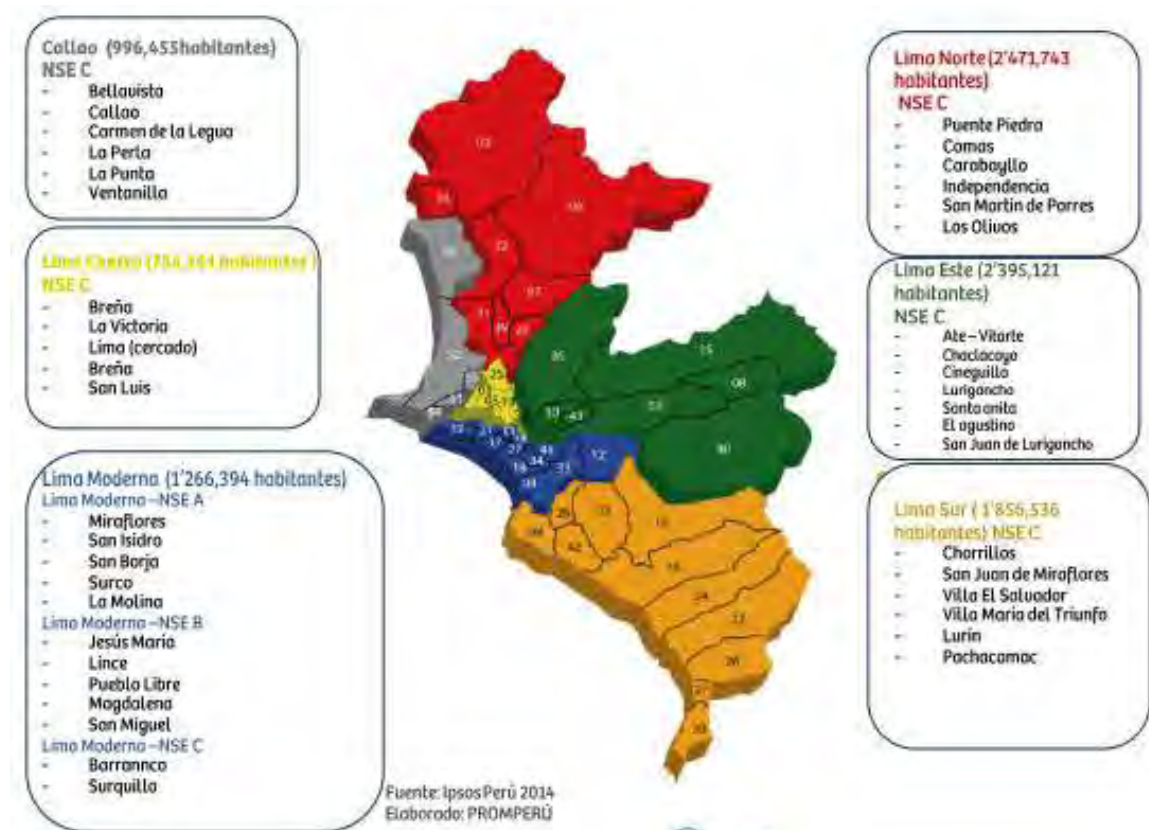 Callao (996,455habitantes)
NSE C
- Bellavista
- Callao
- Carmen de la Legua
- La Perla
- La Punta
- Ventanilla
habitantes )
NSE C
- Breña
- La Victoria
- Lima (cercado)
- Breña
- San Luis
Lima Moderna (1'266,394 habitantes)
Lima Moderna –NSE A
- Miraflores
- San Isidro
- San Borja
- Surco
- La Molina
Lima Moderna –NSE B
- Jesús Maria
- Lince
- Pueblo Libre
- Magdalena
- San Miguel
Lima Moderna –NSE C
- Barrannco
- Surquillo
Fuente: Ipsos Perú 2014
Elaborado: PROMPERÚ
Lima Norte (2'471,743
habitantes)
NSE C
- Puente Piedra
- Comas
- Carabayllo
- Independencia
- San Martin de Porres
- Los Olivos
Lima Este (2'395,121
habitantes)
NSE C
- Ate – Vitarte
- Chaclacayo
- Cineguilla
- Lurigancho
- Santa anita
- El agustino
- San Juan de Lurigancho
Lima Sur ( 1'856,536
habitantes) NSE C
- Chorrillos
- San Juan de Miraflores
- Villa El Salvador
- Villa Maria del Triunfo
- Lurin
- Pachacamac